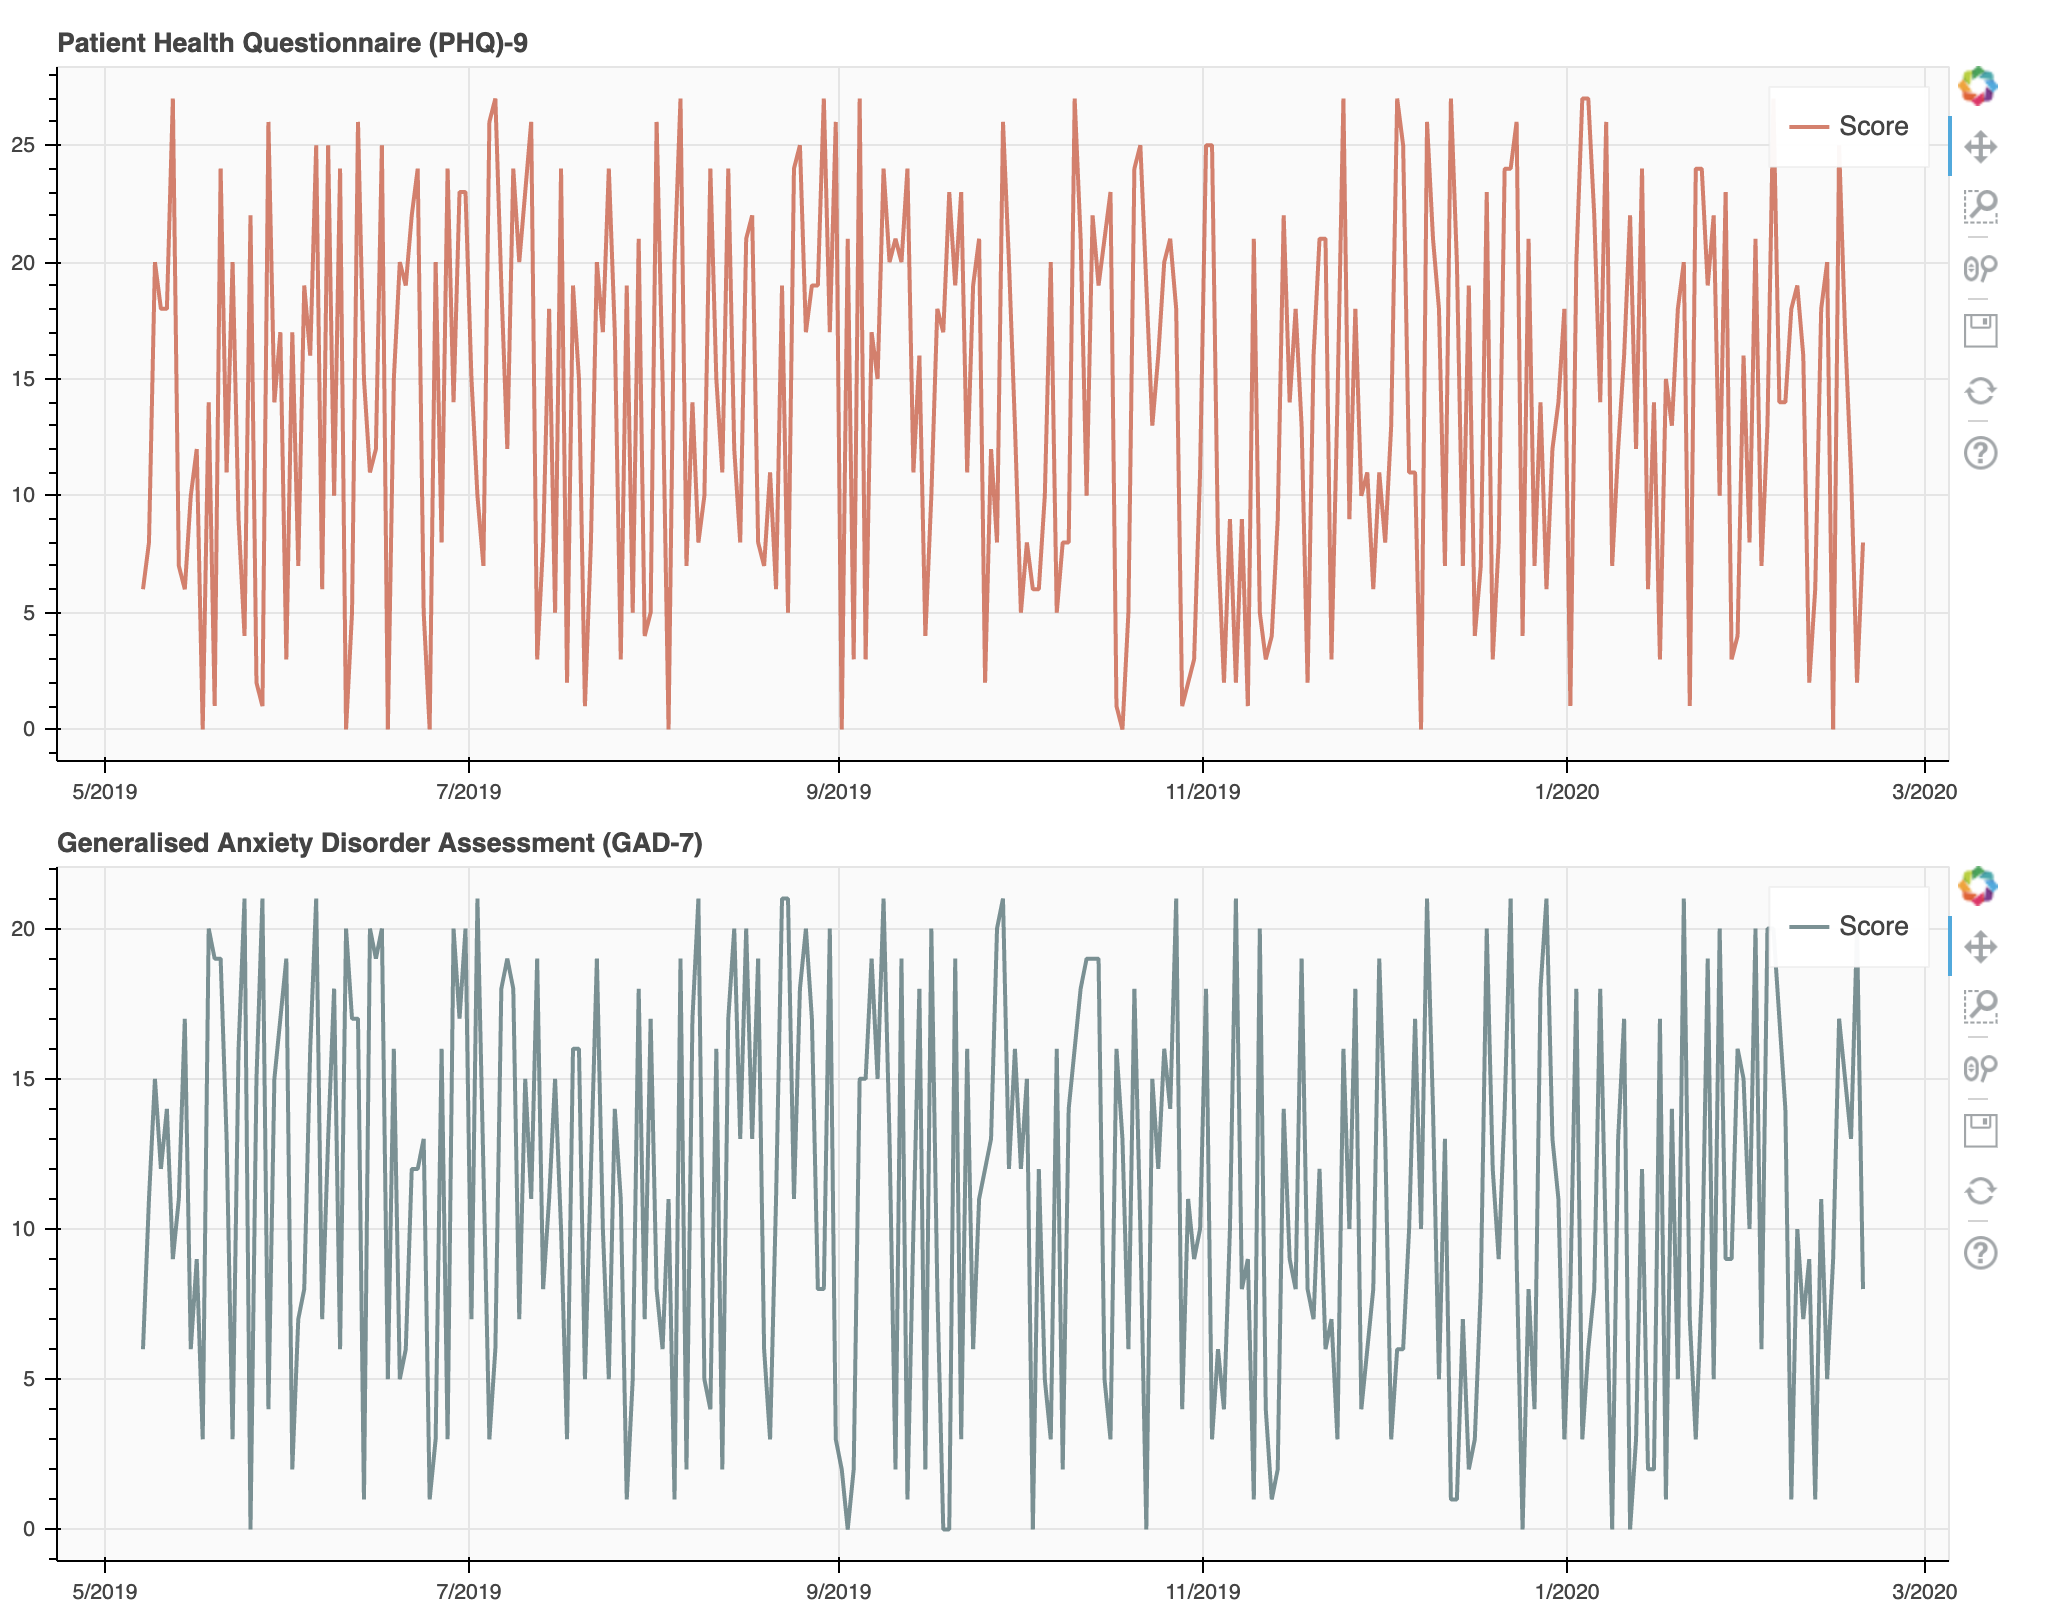 Patient Health Questionnaire (PHQ)-9
Score
25
20
15
10
5
0
5/2019 7/2019 9/2019 11/2019 1/2020 3/2020
Generalised Anxiety Disorder Assessment (GAD-7)
Score
20
15
10
5
0
5/2019 7/2019 9/2019 11/2019 1/2020 3/2020